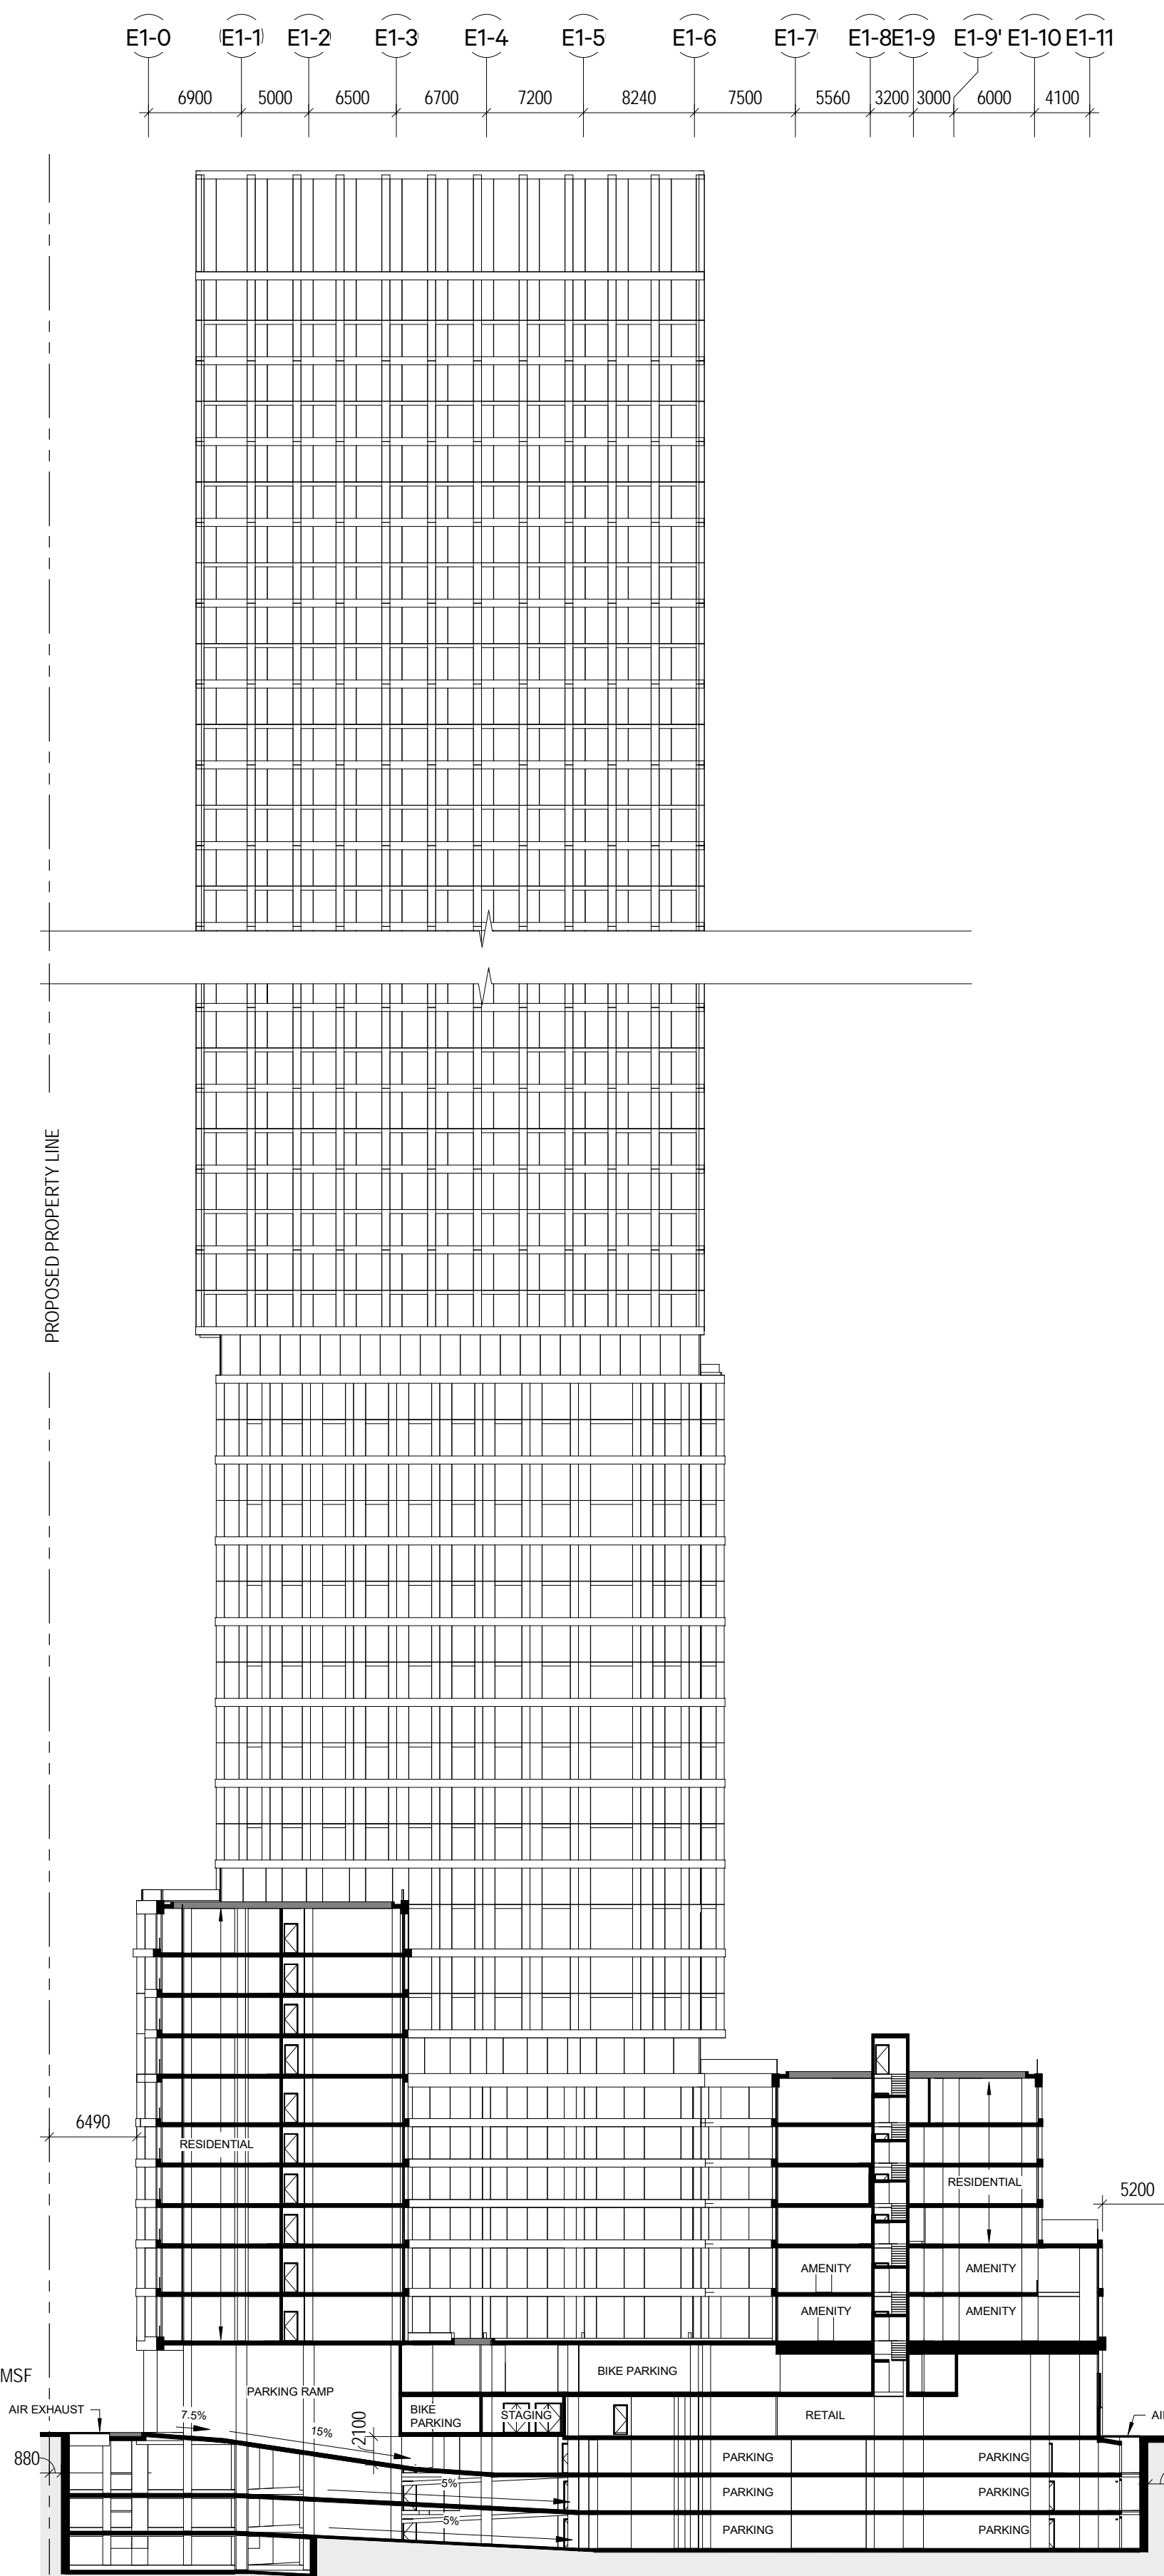 E1-0 E1-1 E1-2 E1-3 E1-4 E1-5 E1-6 E1-7 E1-8 E1-9 E1-9' E1-10 E1-11
6900 5000 6500 6700 7200 8240 7500 5560 3200 3000 6000 4100
PROPOSED PROPERTY LINE
6490
RESIDENTIAL
RESIDENTIAL
5200
AMENITY AMENITY
AMENITY AMENITY
MSF
BIKE PARKING
PARKING RAMP
AIR EXHAUST
7.5%
15%
2100
BIKE
PARKING
STAGING
RETAIL
AI
880
PARKING PARKING
5%
PARKING PARKING
5%
PARKING PARKING